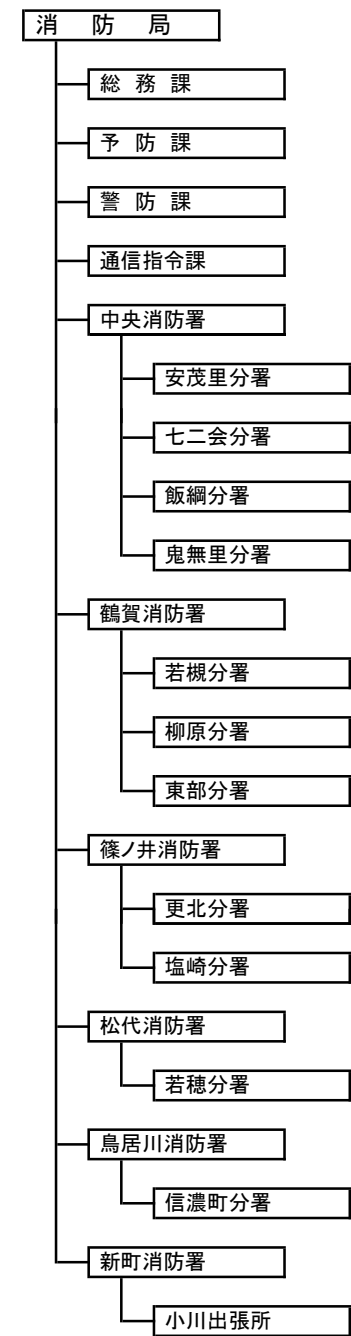 消 防 局
総 務 課
予 防 課
警 防 課
通信指令課
中央消防署
安茂里分署
七二会分署
飯綱分署
鬼無里分署
鶴賀消防署
若槻分署
柳原分署
東部分署
篠ノ井消防署
更北分署
塩崎分署
松代消防署
若穂分署
鳥居川消防署
信濃町分署
新町消防署
小川出張所